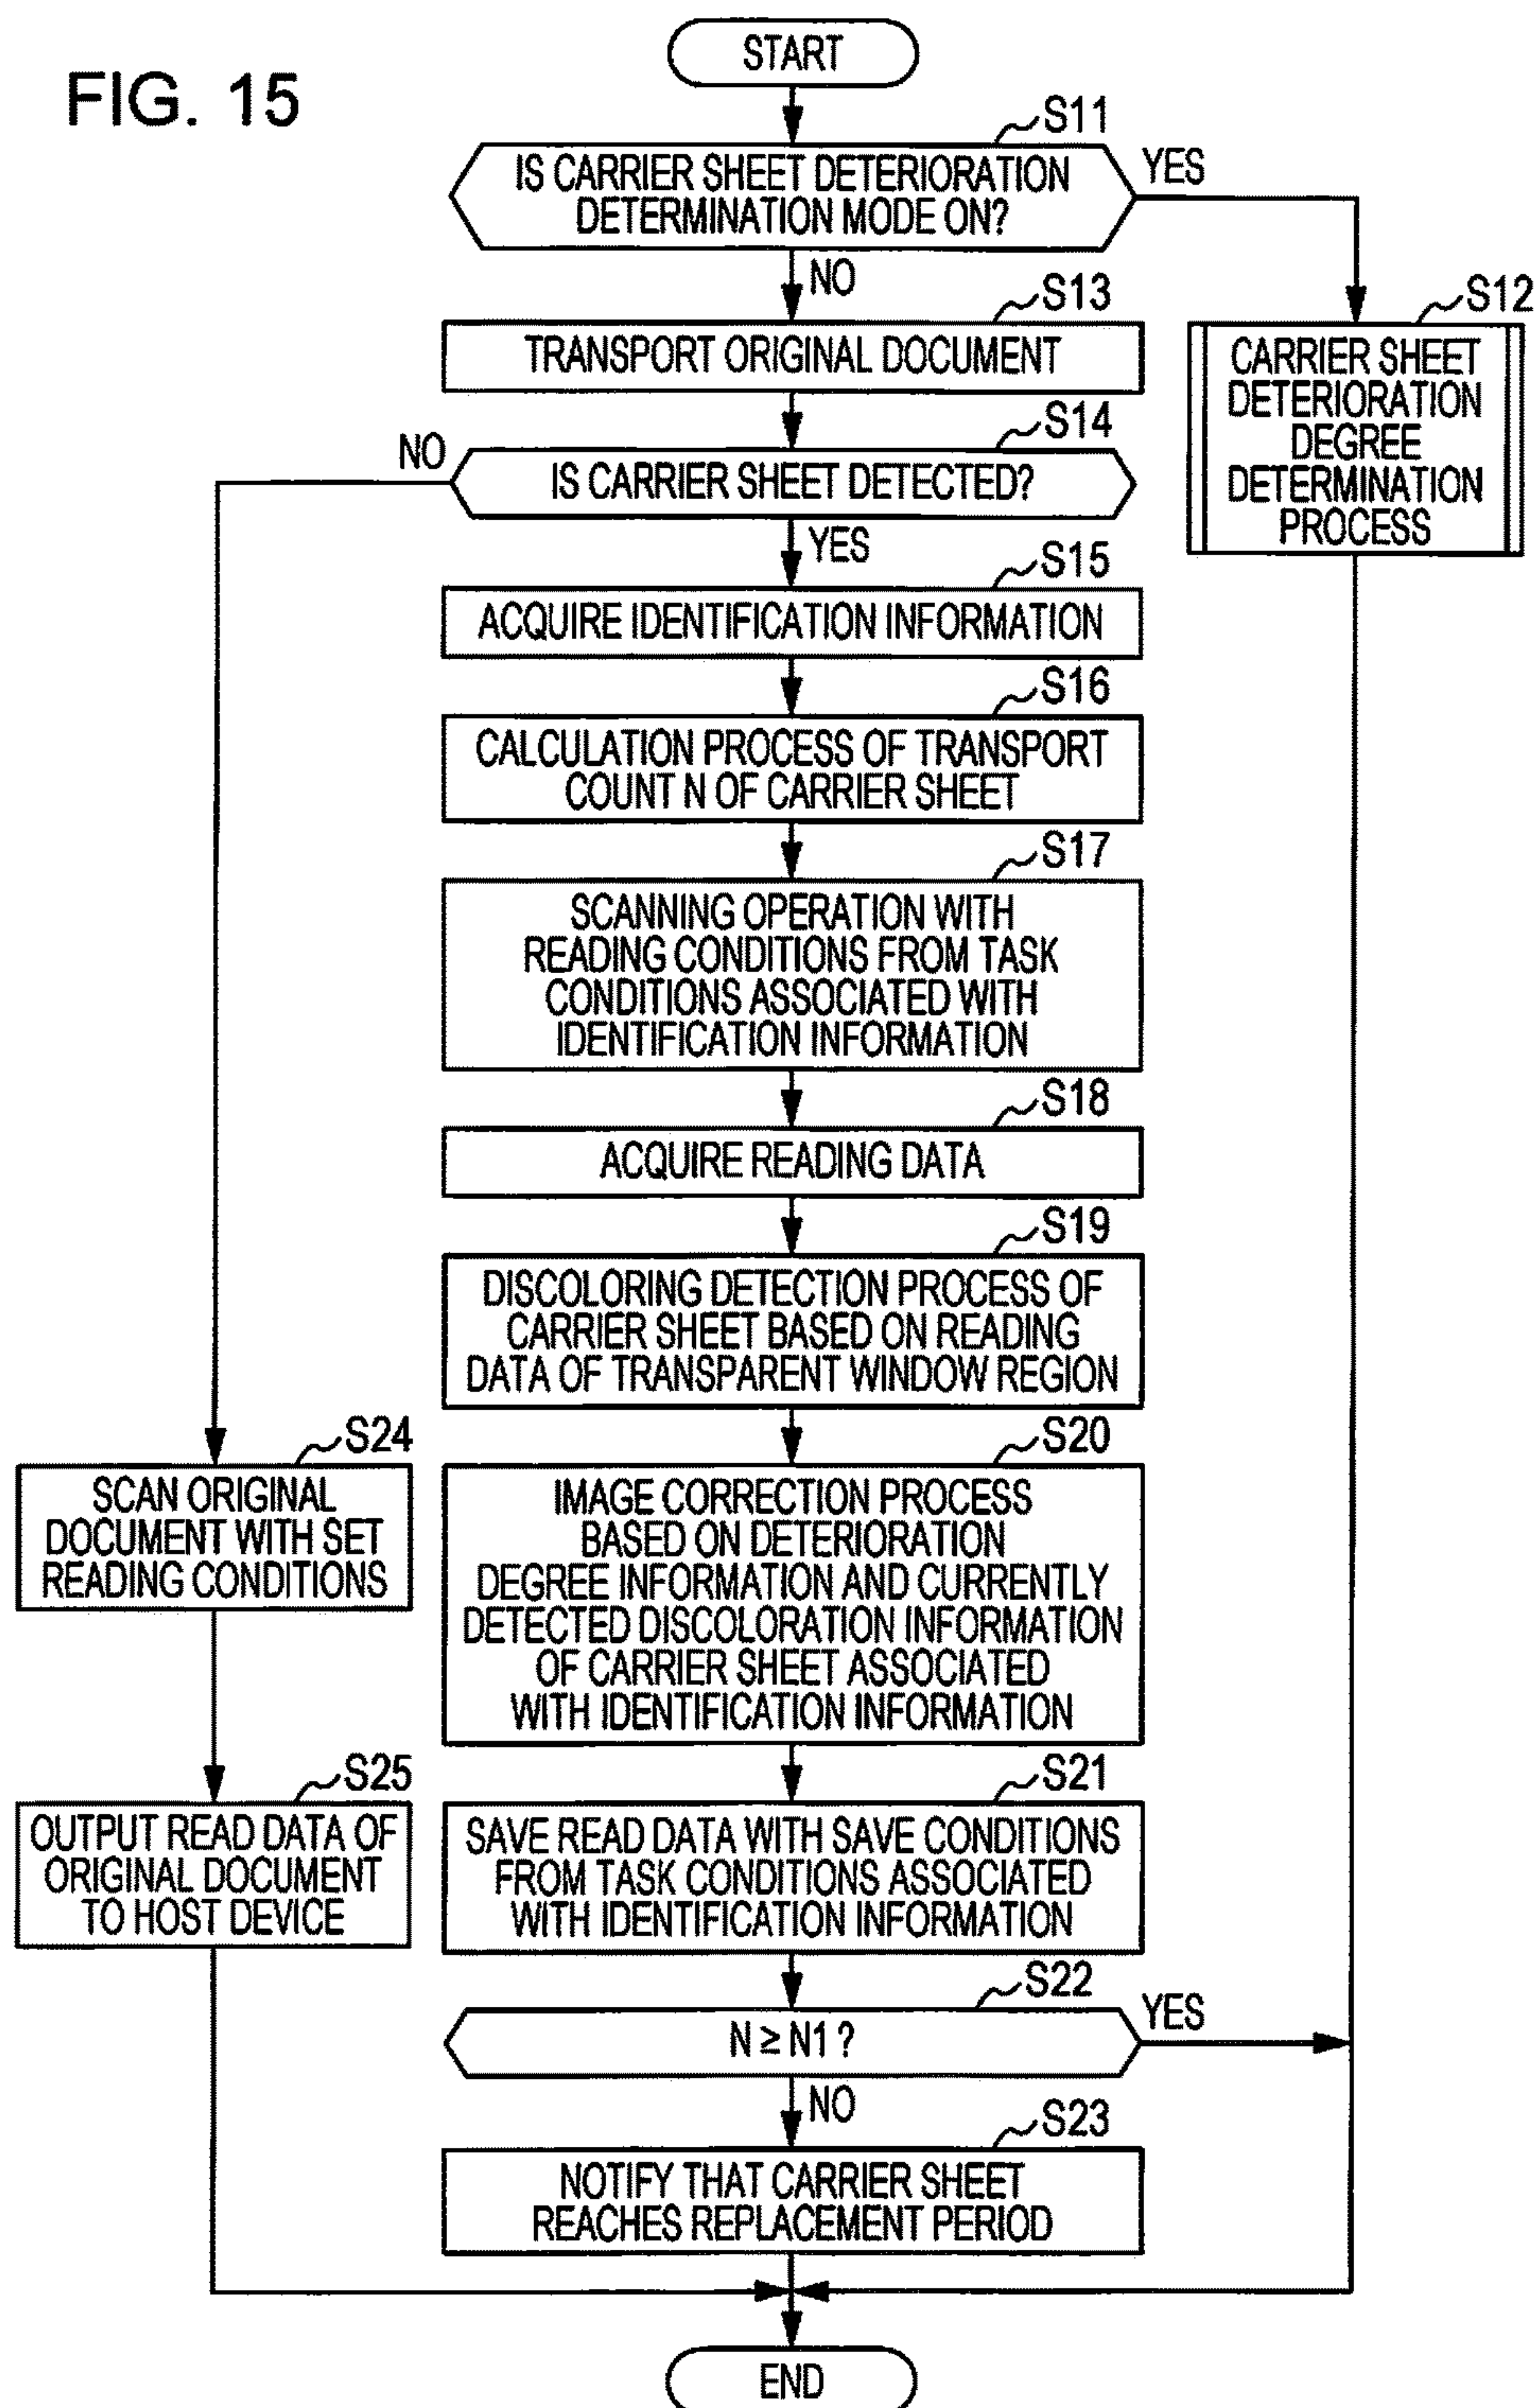 FIG. 15
START
S11
IS CARRIER SHEET DETERIORATION
DETERMINATION MODE ON?
YES
NO
S13
TRANSPORT ORIGINAL DOCUMENT
S12
CARRIER SHEET
DETERIORATION
DEGREE
DETERMINATION
PROCESS
S14
NO
IS CARRIER SHEET DETECTED?
YES
S15
ACQUIRE IDENTIFICATION INFORMATION
S16
CALCULATION PROCESS OF TRANSPORT
COUNT N OF CARRIER SHEET
S17
SCANNING OPERATION WITH
READING CONDITIONS FROM TASK
CONDITIONS ASSOCIATED WITH
IDENTIFICATION INFORMATION
S18
ACQUIRE READING DATA
S19
DISCOLORING DETECTION PROCESS OF
CARRIER SHEET BASED ON READING
DATA OF TRANSPARENT WINDOW REGION
S24
SCAN ORIGINAL
DOCUMENT WITH SET
READING CONDITIONS
S20
IMAGE CORRECTION PROCESS
BASED ON DETERIORATION
DEGREE INFORMATION AND CURRENTLY
DETECTED DISCOLORATION INFORMATION
OF CARRIER SHEET ASSOCIATED
WITH IDENTIFICATION INFORMATION
S25
OUTPUT READ DATA OF
ORIGINAL DOCUMENT
TO HOST DEVICE
S21
SAVE READ DATA WITH SAVE CONDITIONS
FROM TASK CONDITIONS ASSOCIATED
WITH IDENTIFICATION INFORMATION
S22
N ≥ N1 ?
YES
NO
S23
NOTIFY THAT CARRIER SHEET
REACHES REPLACEMENT PERIOD
END